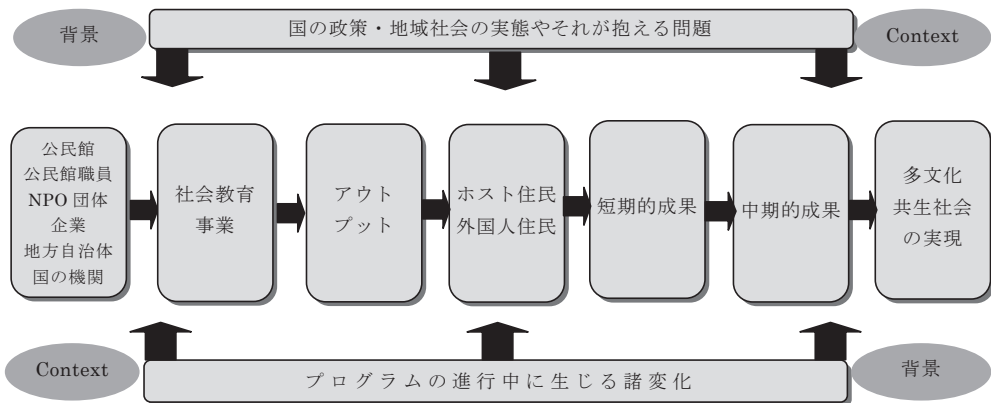 背景
国の政策・地域社会の実態やそれが抱える問題
Context
公民館
公民館職員
NPO 団体
企業
地方自治体
国の機関
社会教育
事業
アウト
プット
ホスト住民
外国人住民
短期的成果
中期的成果
多文化
共生社会
の実現
Context
プログラムの進行中に生じる諸変化
背景